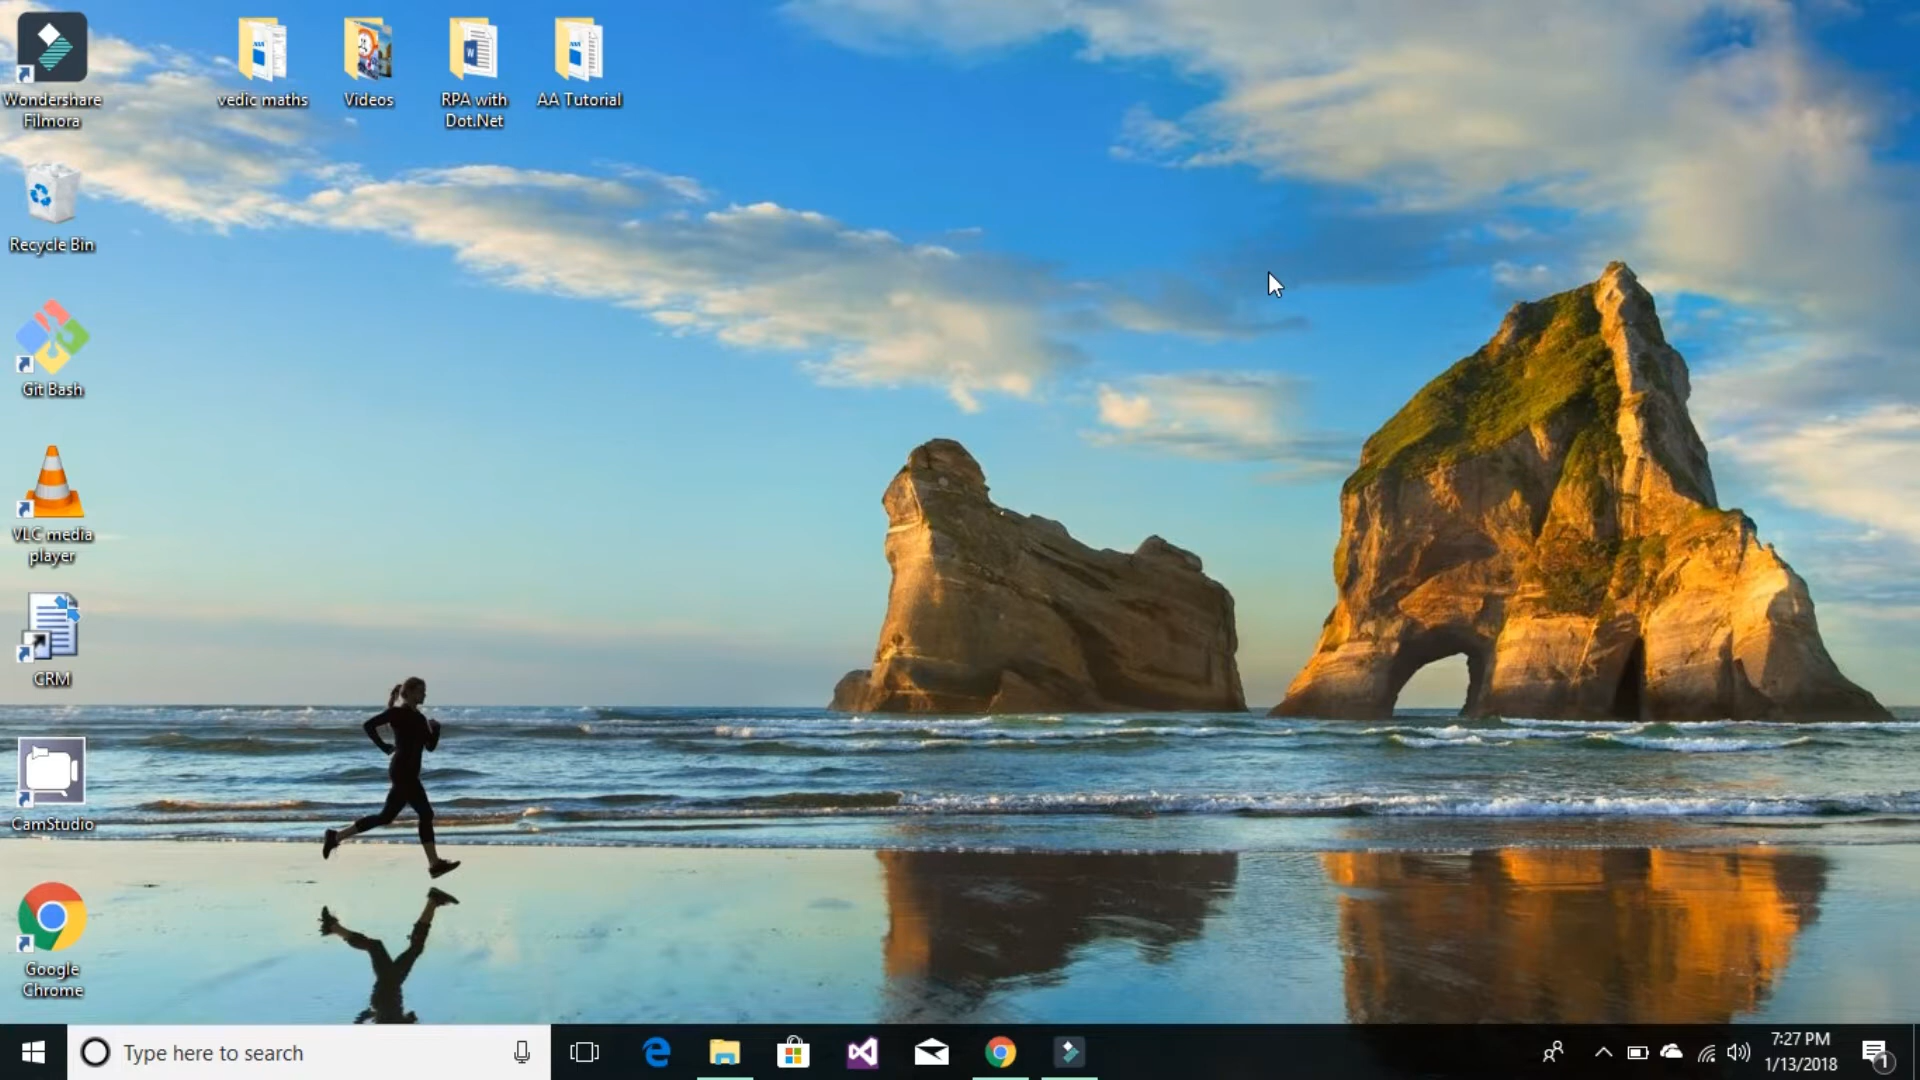 Wondershare
Filmora
vedic maths
Videos
RPA with
Dot.Net
AA Tutorial
Recycle Bin
Git Bash
VLC media
player
CRM
CamStudio
Google
Chrome
Type here to search
7:27 PM
1/13/2018
1